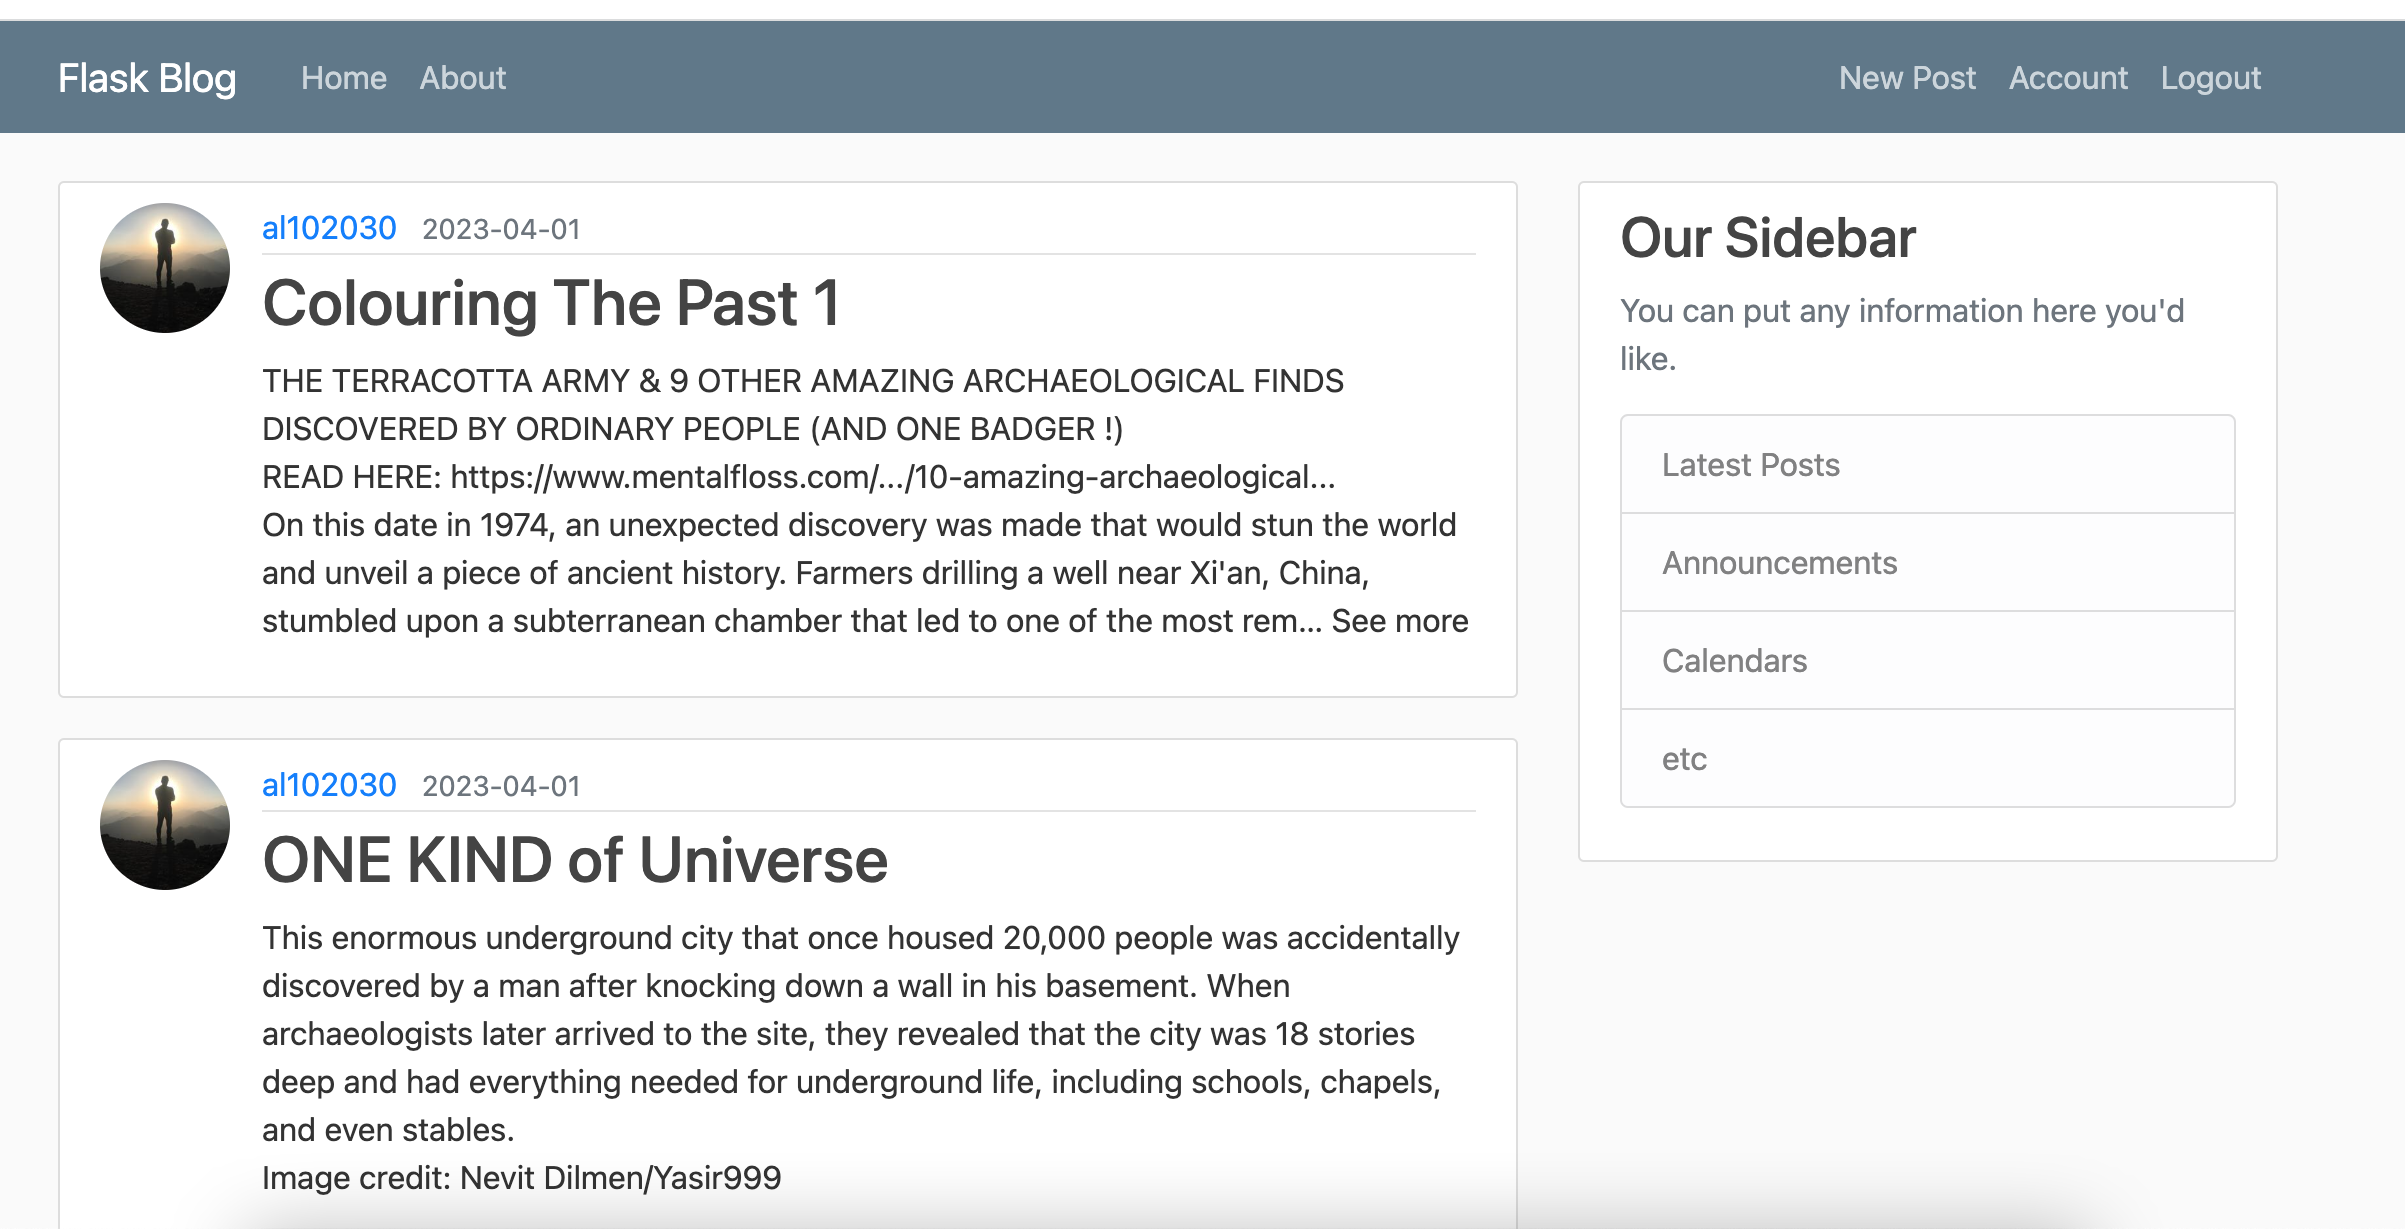 Flask Blog Home About New Post Account Logout
al102030 2023-04-01
Colouring The Past 1
THE TERRACOTTA ARMY & 9 OTHER AMAZING ARCHAEOLOGICAL FINDS
DISCOVERED BY ORDINARY PEOPLE (AND ONE BADGER !)
READ HERE: https://www.mentalfloss.com/.../10-amazing-archaeological...
On this date in 1974, an unexpected discovery was made that would stun the world
and unveil a piece of ancient history. Farmers drilling a well near Xi'an, China,
stumbled upon a subterranean chamber that led to one of the most rem... See more
al102030 2023-04-01
ONE KIND of Universe
This enormous underground city that once housed 20,000 people was accidentally
discovered by a man after knocking down a wall in his basement. When
archaeologists later arrived to the site, they revealed that the city was 18 stories
deep and had everything needed for underground life, including schools, chapels,
and even stables.
Image credit: Nevit Dilmen/Yasir999
Our Sidebar
You can put any information here you'd
like.
Latest Posts
Announcements
Calendars
etc